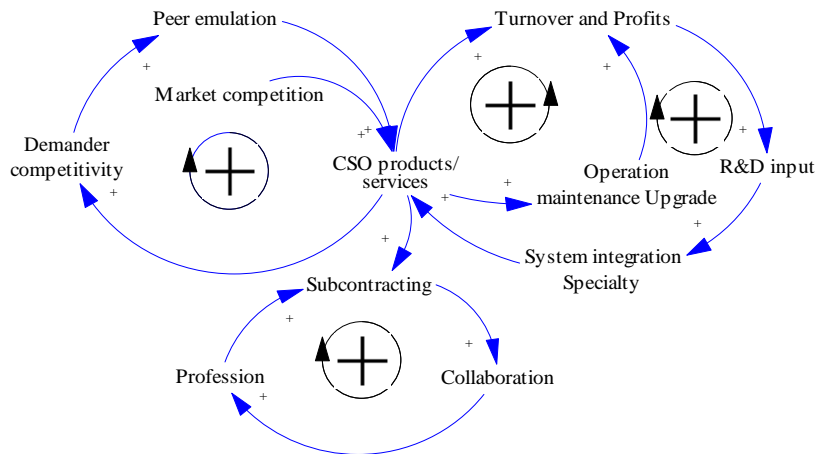 Peer emulation
Turnover and Profits
+
+
+
Market competition
+
+
+
+
+
Demander
competitivity
CSO products/
services
Operation
maintenance Upgrade
R&D input
+
+
+
+
+
System integration
Specialty
Subcontracting
+
+
+
Profession
Collaboration
+